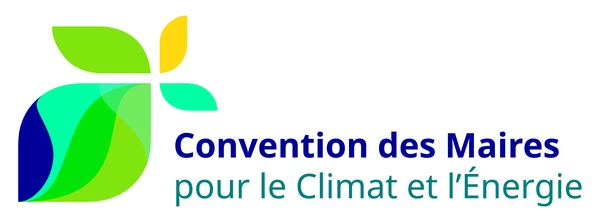 Convention des Maires
pour le Climat et l'Énergie